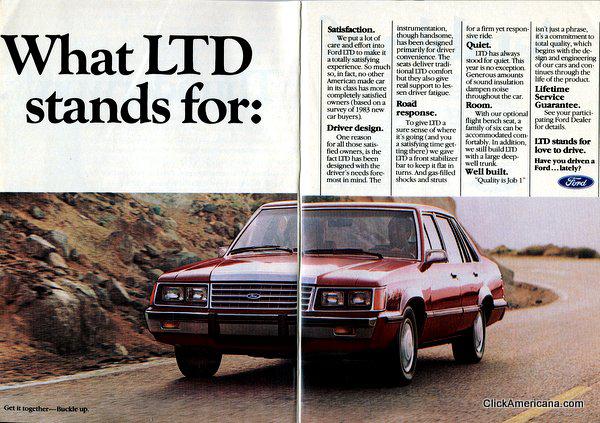 What LTD
stands for:
Satisfaction.
We put a lot of
care and effort into
Ford LTD to make it
a totally satisfying
experience. So much
so, in fact, no other
American made car
in its class has more
completely satisfied
owners (based on a
survey of 1983 new
car buyers).
Driver design.
One reason
for all those satis-
fied owners, is the
fact LTD has been
designed with the
driver's needs fore-
most in mind. The
instrumentation,
though handsome,
has been designed
primarily for driver
convenience. The
seats deliver tradi-
tional LTD comfort
but they also give
real support to les-
sen driver fatigue.
Road
response.
To give LTD a
sure sense of where
it's going (and you
a satisfying time get-
ting there) we gave
LTD a front stabilizer
bar to keep it flat in
turns. And gas-filled
shocks and struts
for a firm yet respon-
sive ride.
Quiet.
LTD has always
stood for quiet. This
year is no exception.
Generous amounts
of sound insulation
dampen noise
throughout the car.
Room.
With our optional
flight bench seat, a
family of six can be
accommodated com-
fortably. In addition,
we still build LTD
with a large deep-
well trunk.
Well built.
"Quality is Job 1"
isn't just a phrase,
it's a commitment to
total quality, which
begins with the de-
sign and engineering
of our cars and con-
tinues through the
life of the product.
Lifetime
Service
Guarantee.
See your partici-
pating Ford Dealer
for details.
LTD stands for
love to drive.
Have you driven a
Ford...lately?
Ford
Get it together—Buckle up.
ClickAmericana.com